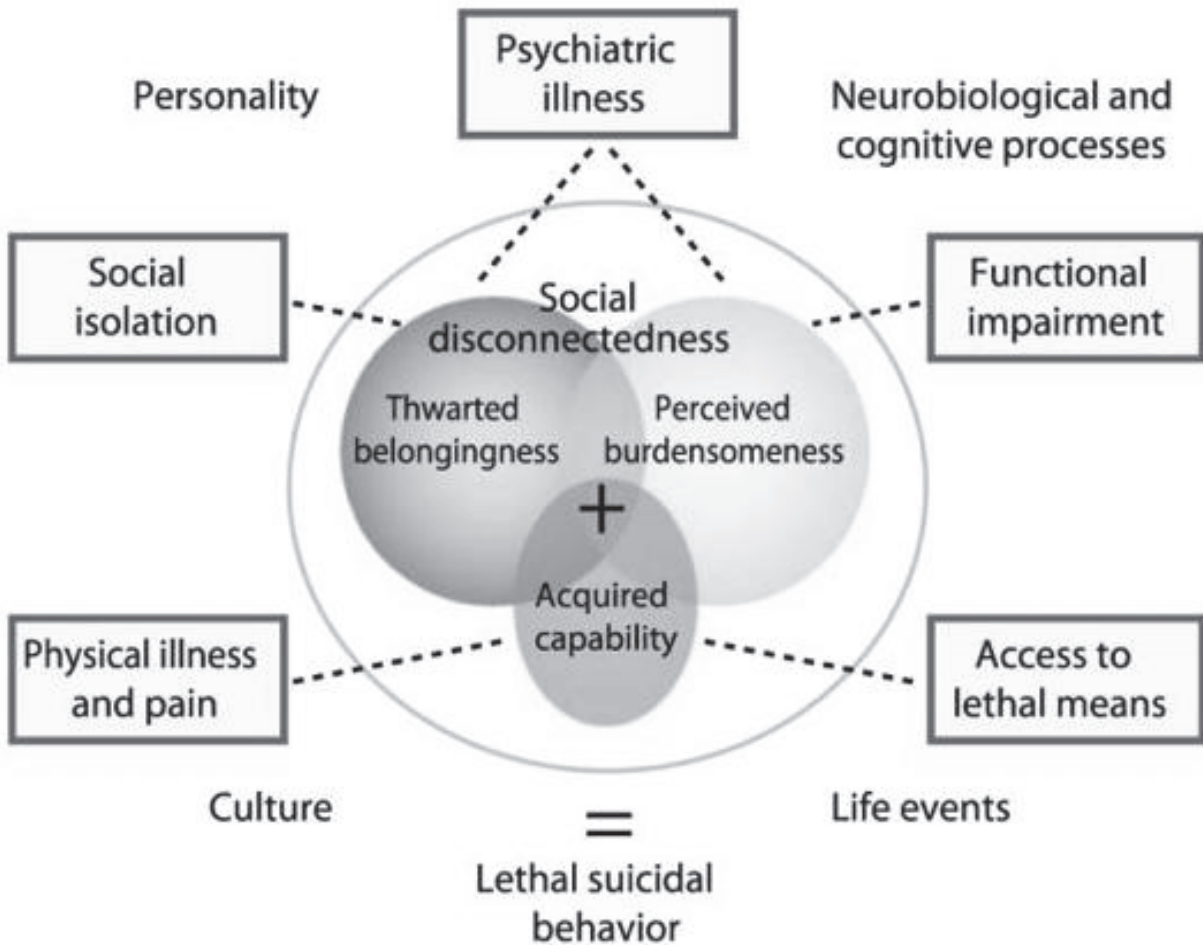 Psychiatric
illness
Personality
Neurobiological and
cognitive processes
Social
isolation
Functional
impairment
Social
disconnectedness
Thwarted
belongingness
Perceived
burdensomeness
+
Acquired
capability
Physical illness
and pain
Access to
lethal means
Culture
=
Life events
Lethal suicidal
behavior